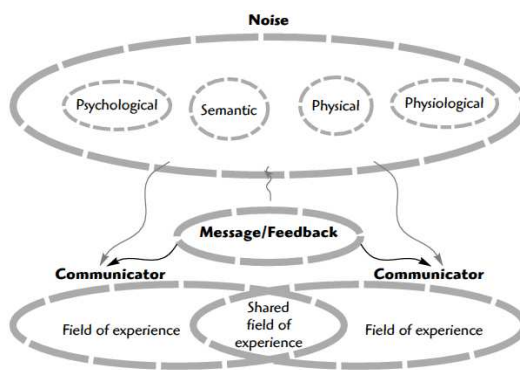 Noise
Psychological
Semantic
Physical
Physiological
Message/Feedback
Communicator
Communicator
Field of experience
Shared
field of
experience
Field of experience